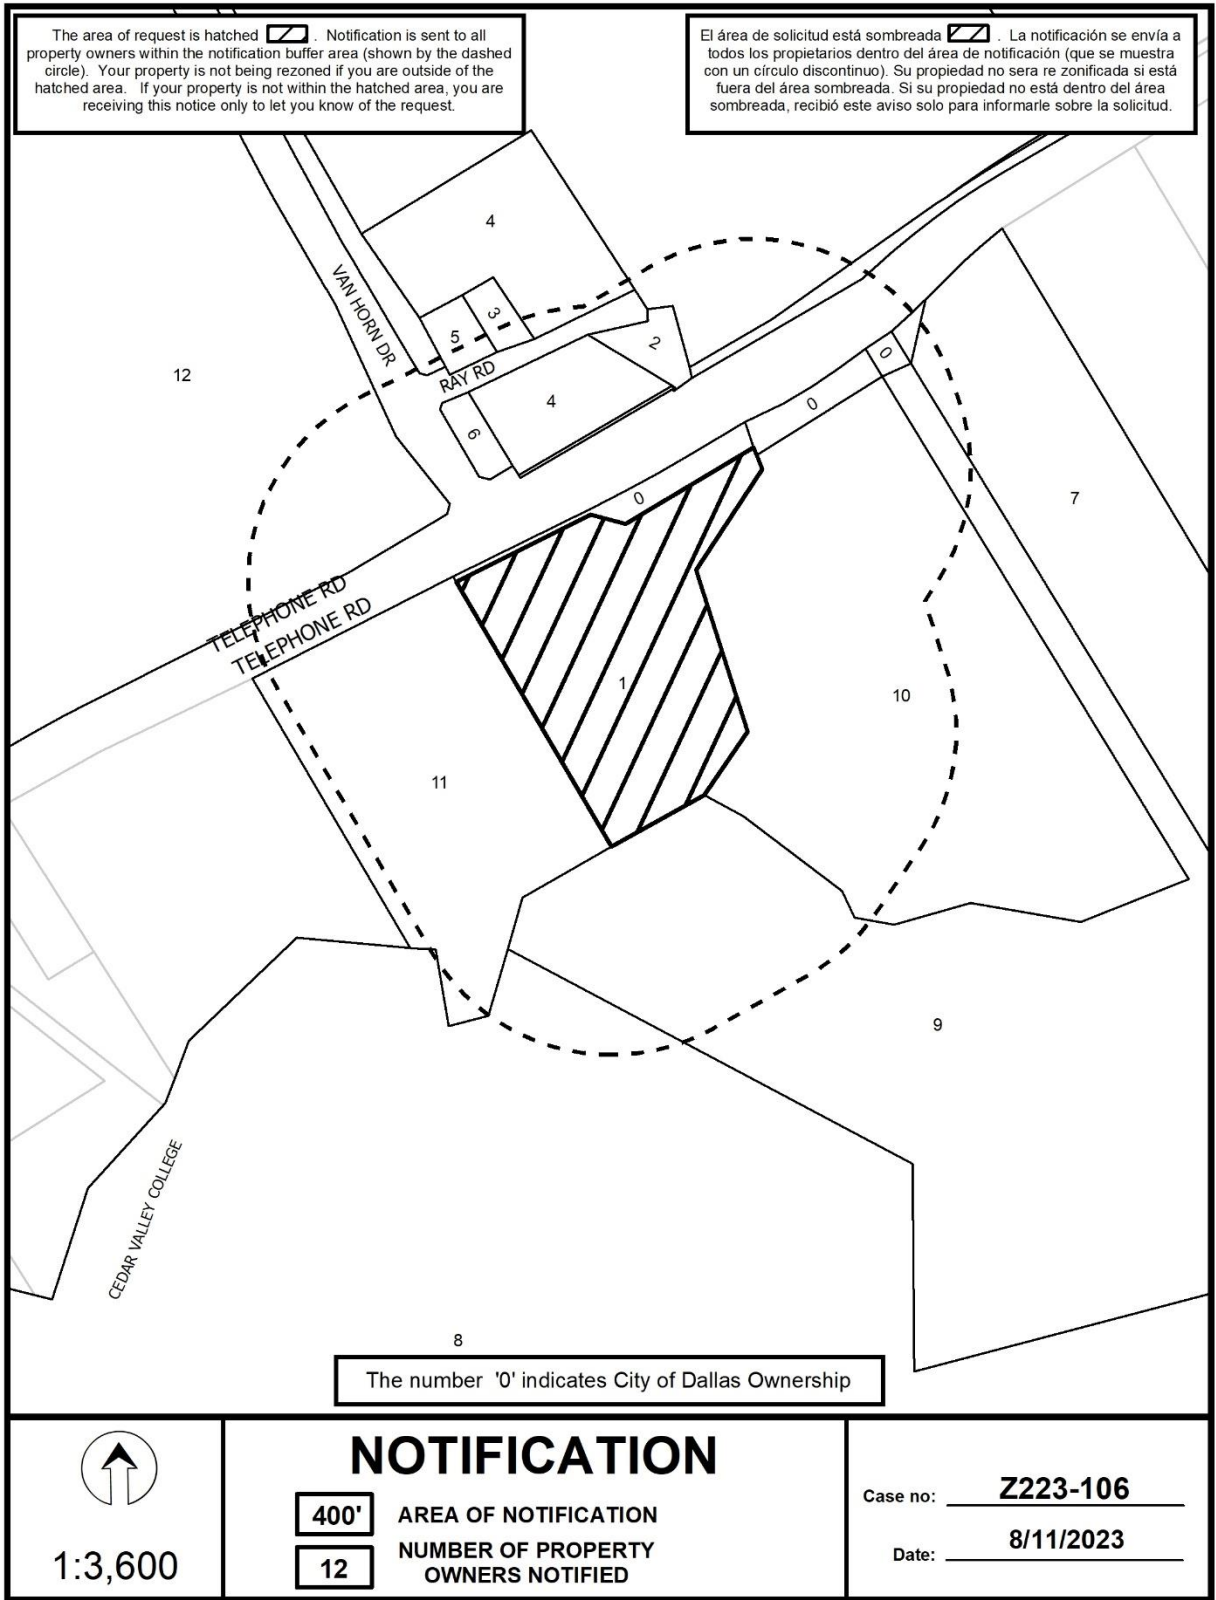 The area of request is hatched . Notification is sent to all
property owners within the notification buffer area (shown by the dashed
circle). Your property is not being rezoned if you are outside of the
hatched area. If your property is not within the hatched area, you are
receiving this notice only to let you know of the request.
El área de solicitud está sombreada . La notificación se envía a
todos los propietarios dentro del área de notificación (que se muestra
con un círculo discontinuo). Su propiedad no sera re zonificada si está
fuera del área sombreada. Si su propiedad no está dentro del área
sombreada, recibió este aviso solo para informarle sobre la solicitud.
4
VAN HORN DR
3
5
2
12
RAY RD
0
4
0
6
0
7
TELEPHONE RD
TELEPHONE RD
1
10
11
9
CEDAR VALLEY COLLEGE
8
The number '0' indicates City of Dallas Ownership
1:3,600
NOTIFICATION
400' AREA OF NOTIFICATION
12 NUMBER OF PROPERTY
OWNERS NOTIFIED
Case no: Z223-106
Date: 8/11/2023